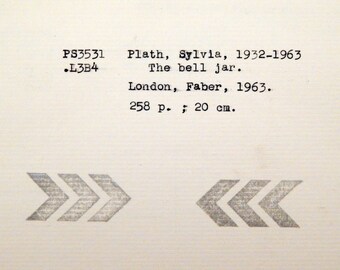 PS3531 Plath, Sylvia, 1932-1963
.L3B4 The bell jar.
London, Faber, 1963.
258 p. ; 20 cm.